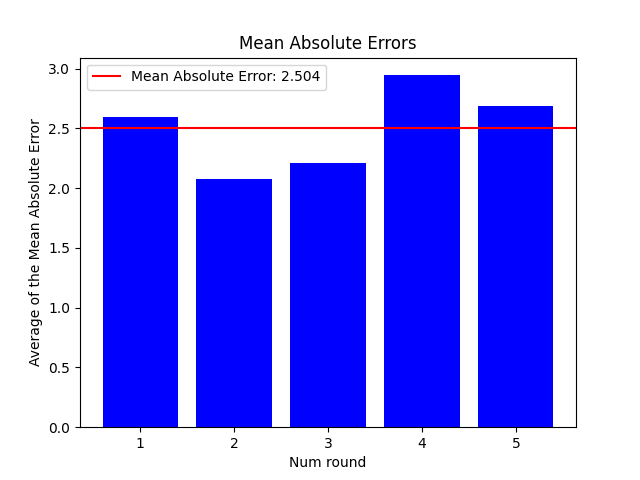 Mean Absolute Errors
Mean Absolute Error: 2.504
Average of the Mean Absolute Error
3.0
2.5
2.0
1.5
1.0
0.5
0.0
1 2 3 4 5
Num round